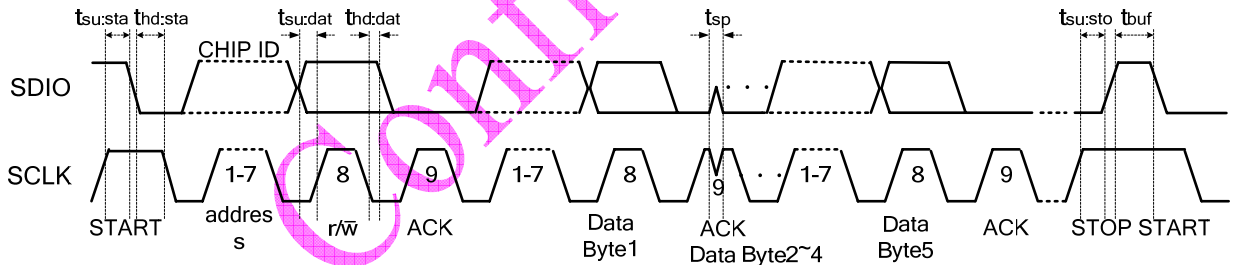 tsu:sta thd:sta tsu:dat thd:dat tsp tsu:sto tbuf
CHIP ID
SDIO
SCLK 1-7 8 9 1-7 8 9 1-7 8 9
START addres
s r/w̅ ACK Data
Byte1 ACK
Data Byte2~4 Data
Byte5 ACK STOP START